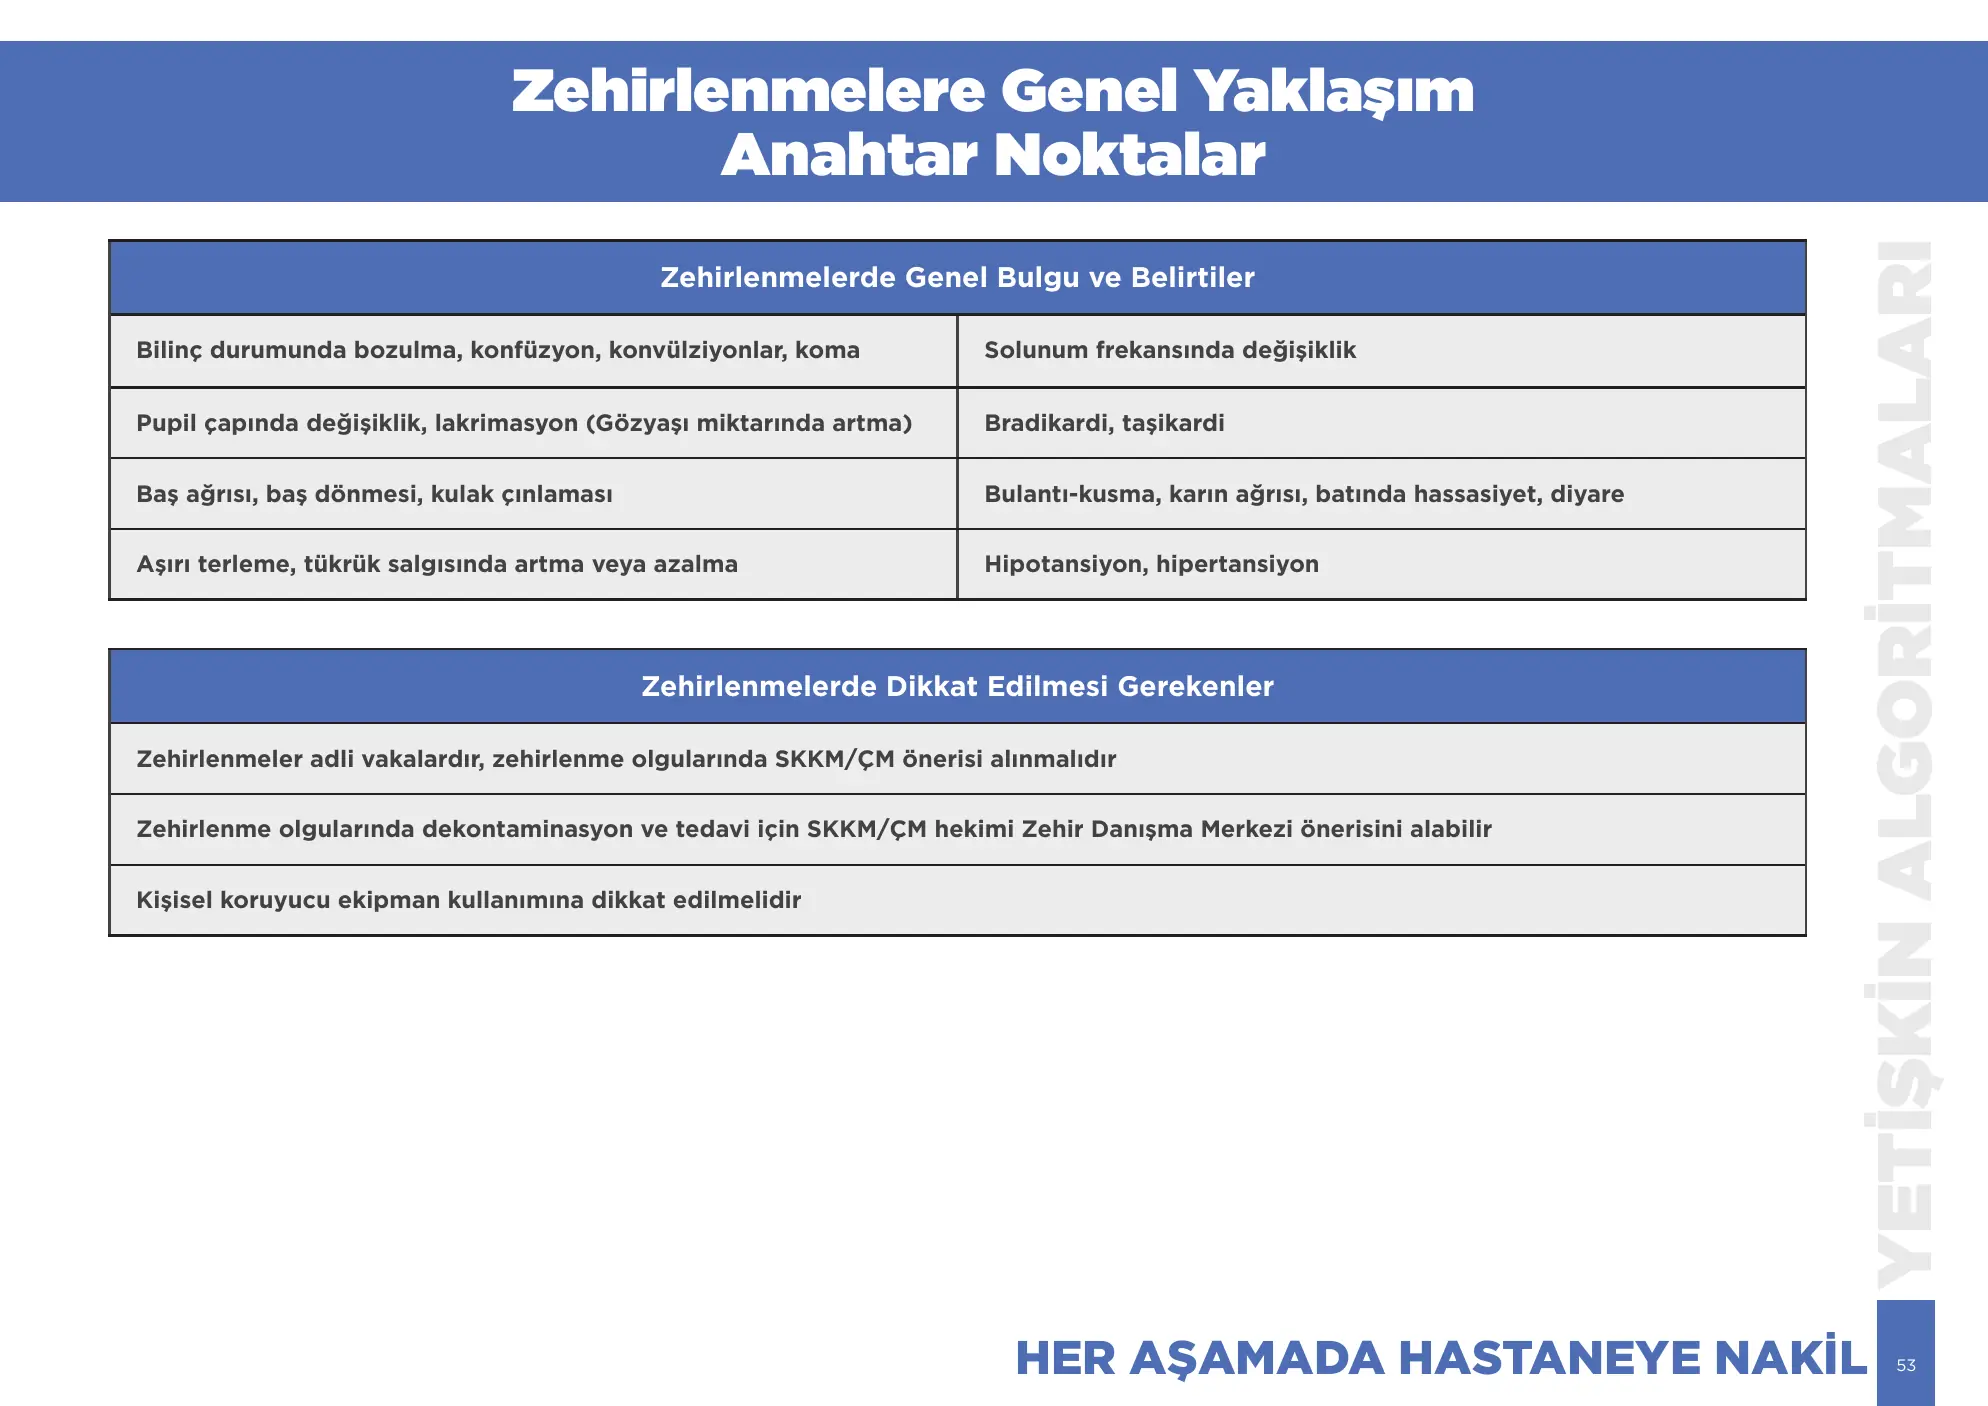 Zehirlenmelere Genel Yaklaşım
Anahtar Noktalar
Zehirlenmelerde Genel Bulgu ve Belirtiler
Bilinç durumunda bozulma, konfüzyon, konvülziyonlar, koma
Solunum frekansında değişiklik
Pupil çapında değişiklik, lakrimasyon (Gözyaşı miktarında artma)
Bradikardi, taşikardi
Baş ağrısı, baş dönmesi, kulak çınlaması
Bulantı-kusma, karın ağrısı, batında hassasiyet, diyare
Aşırı terleme, tükrük salgısında artma veya azalma
Hipotansiyon, hipertansiyon
Zehirlenmelerde Dikkat Edilmesi Gerekenler
Zehirlenmeler adli vakalardır, zehirlenme olgularında SKKM/ÇM önerisi alınmalıdır
Zehirlenme olgularında dekontaminasyon ve tedavi için SKKM/ÇM hekimi Zehir Danışma Merkezi önerisini alabilir
Kişisel koruyucu ekipman kullanımına dikkat edilmelidir
YETİŞKİN ALGORİTMALARI
HER AŞAMADA HASTANEYE NAKİL
53